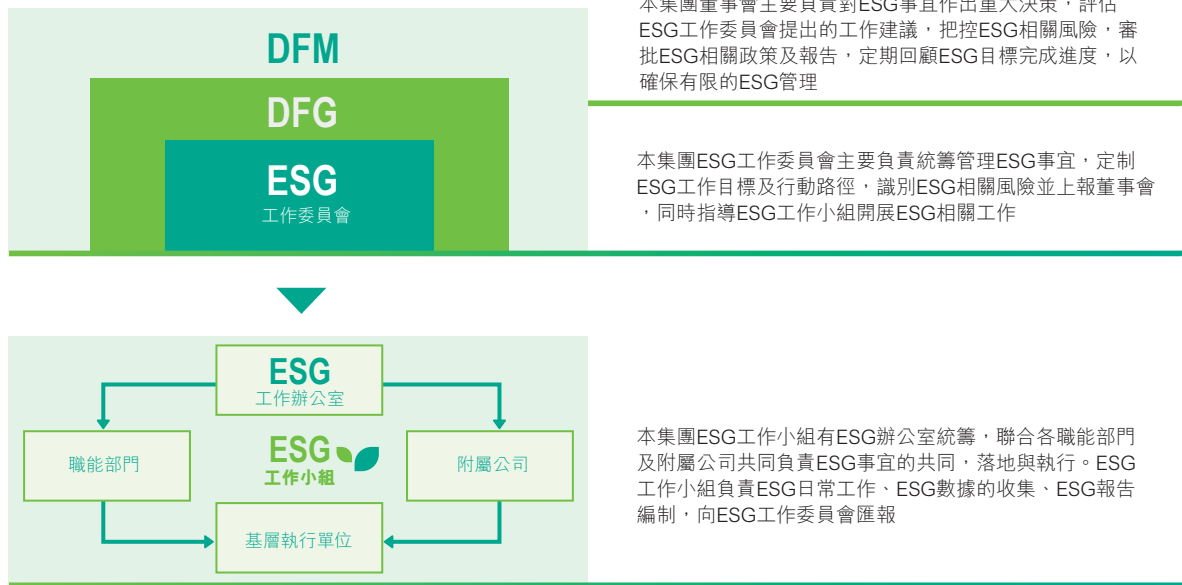 DFM
DFG
ESG
工作委員會
本集團董事會主要負責對ESG事宜作出重大決策，評估
ESG工作委員會提出的工作建議，把控ESG相關風險，審
批ESG相關政策及報告，定期回顧ESG目標完成進度，以
確保有限的ESG管理
本集團ESG工作委員會主要負責統籌管理ESG事宜，定制
ESG工作目標及行動路徑，識別ESG相關風險並上報董事會
，同時指導ESG工作小組開展ESG相關工作
ESG
工作辦公室
職能部門
ESG
工作小組
附屬公司
基層執行單位
本集團ESG工作小組有ESG辦公室統籌，聯合各職能部門
及附屬公司共同負責ESG事宜的共同，落地與執行。ESG
工作小組負責ESG日常工作、ESG數據的收集、ESG報告
編制，向ESG工作委員會匯報